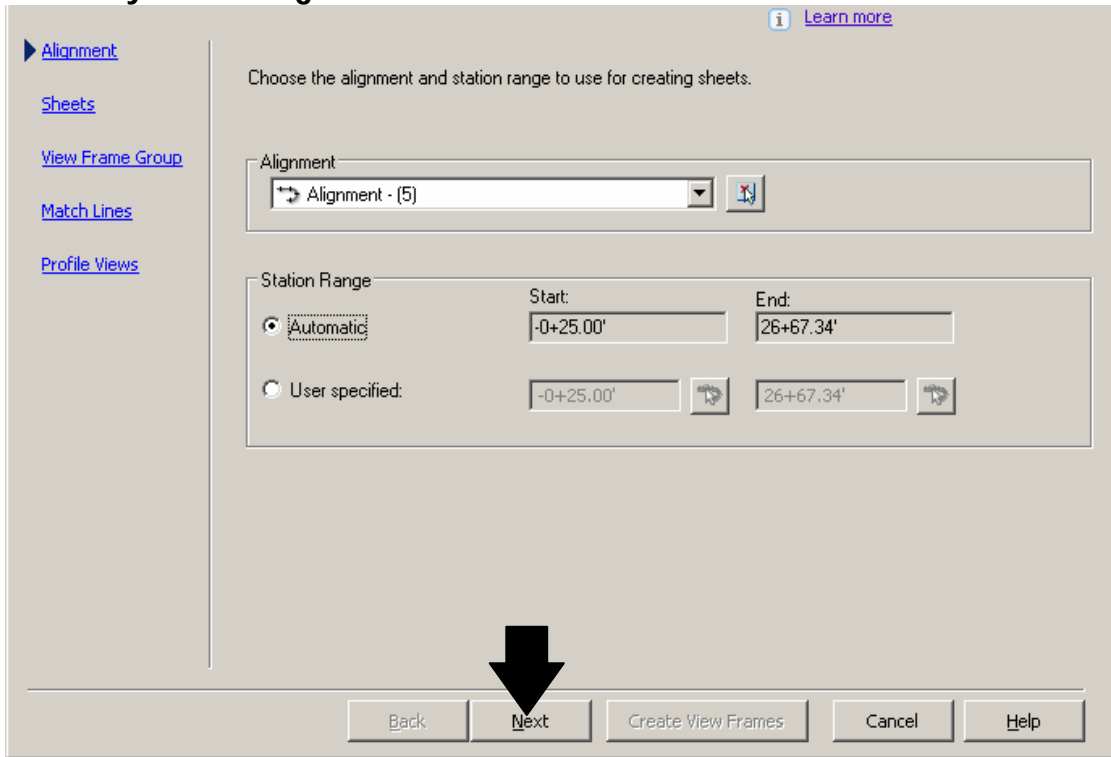 Learn more
Alignment
Choose the alignment and station range to use for creating sheets.
Sheets
View Frame Group
Alignment
Alignment - (5)
Match Lines
Profile Views
Station Range
Start:
End:
Automatic
-0+25.00'
26+67.34'
User specified:
-0+25.00'
26+67.34'
Back
Next
Create View Frames
Cancel
Help